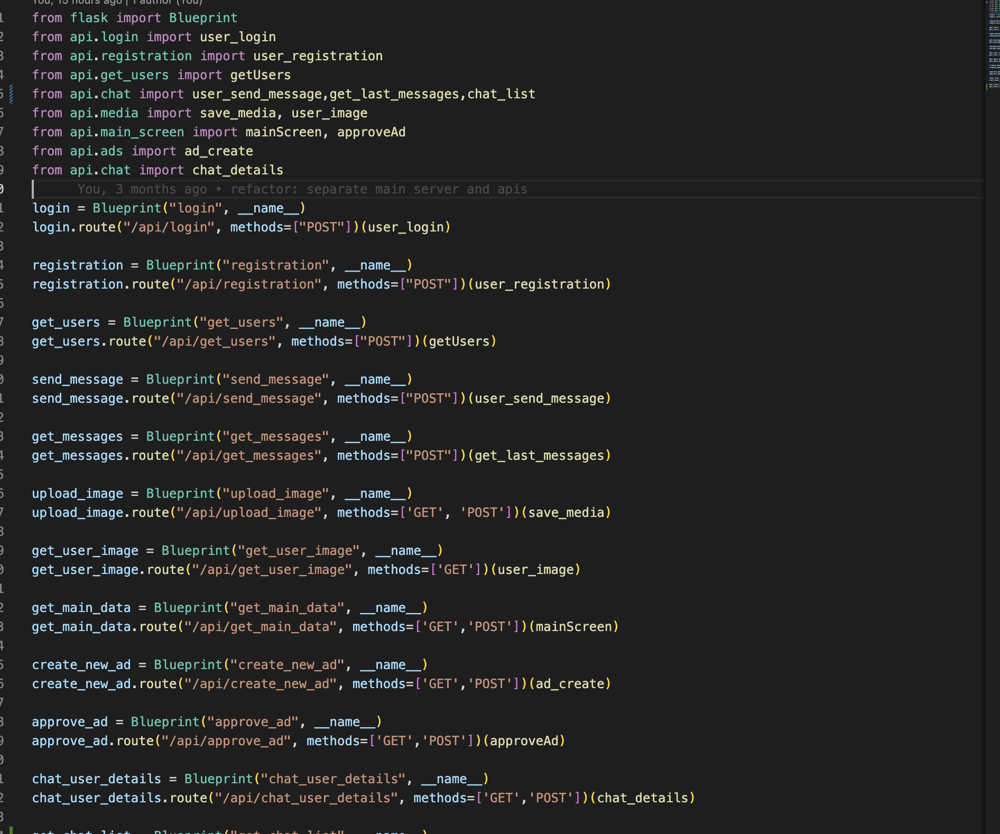 You, 15 hours ago | 1 author (You)
from flask import Blueprint
from api.login import user_login
from api.registration import user_registration
from api.get_users import getUsers
from api.chat import user_send_message,get_last_messages,chat_list
from api.media import save_media, user_image
from api.main_screen import mainScreen, approveAd
from api.ads import ad_create
from api.chat import chat_details
You, 3 months ago • refactor: separate main server and apis
login = Blueprint("login", __name__)
login.route("/api/login", methods=["POST"])(user_login)
registration = Blueprint("registration", __name__)
registration.route("/api/registration", methods=["POST"])(user_registration)
get_users = Blueprint("get_users", __name__)
get_users.route("/api/get_users", methods=["POST"])(getUsers)
send_message = Blueprint("send_message", __name__)
send_message.route("/api/send_message", methods=["POST"])(user_send_message)
get_messages = Blueprint("get_messages", __name__)
get_messages.route("/api/get_messages", methods=["POST"])(get_last_messages)
upload_image = Blueprint("upload_image", __name__)
upload_image.route("/api/upload_image", methods=['GET', 'POST'])(save_media)
get_user_image = Blueprint("get_user_image", __name__)
get_user_image.route("/api/get_user_image", methods=['GET'])(user_image)
get_main_data = Blueprint("get_main_data", __name__)
get_main_data.route("/api/get_main_data", methods=['GET','POST'])(mainScreen)
create_new_ad = Blueprint("create_new_ad", __name__)
create_new_ad.route("/api/create_new_ad", methods=['GET','POST'])(ad_create)
approve_ad = Blueprint("approve_ad", __name__)
approve_ad.route("/api/approve_ad", methods=['GET','POST'])(approveAd)
chat_user_details = Blueprint("chat_user_details", __name__)
chat_user_details.route("/api/chat_user_details", methods=['GET','POST'])(chat_details)
get_chat_list = Blueprint("get_chat_list", __name__)